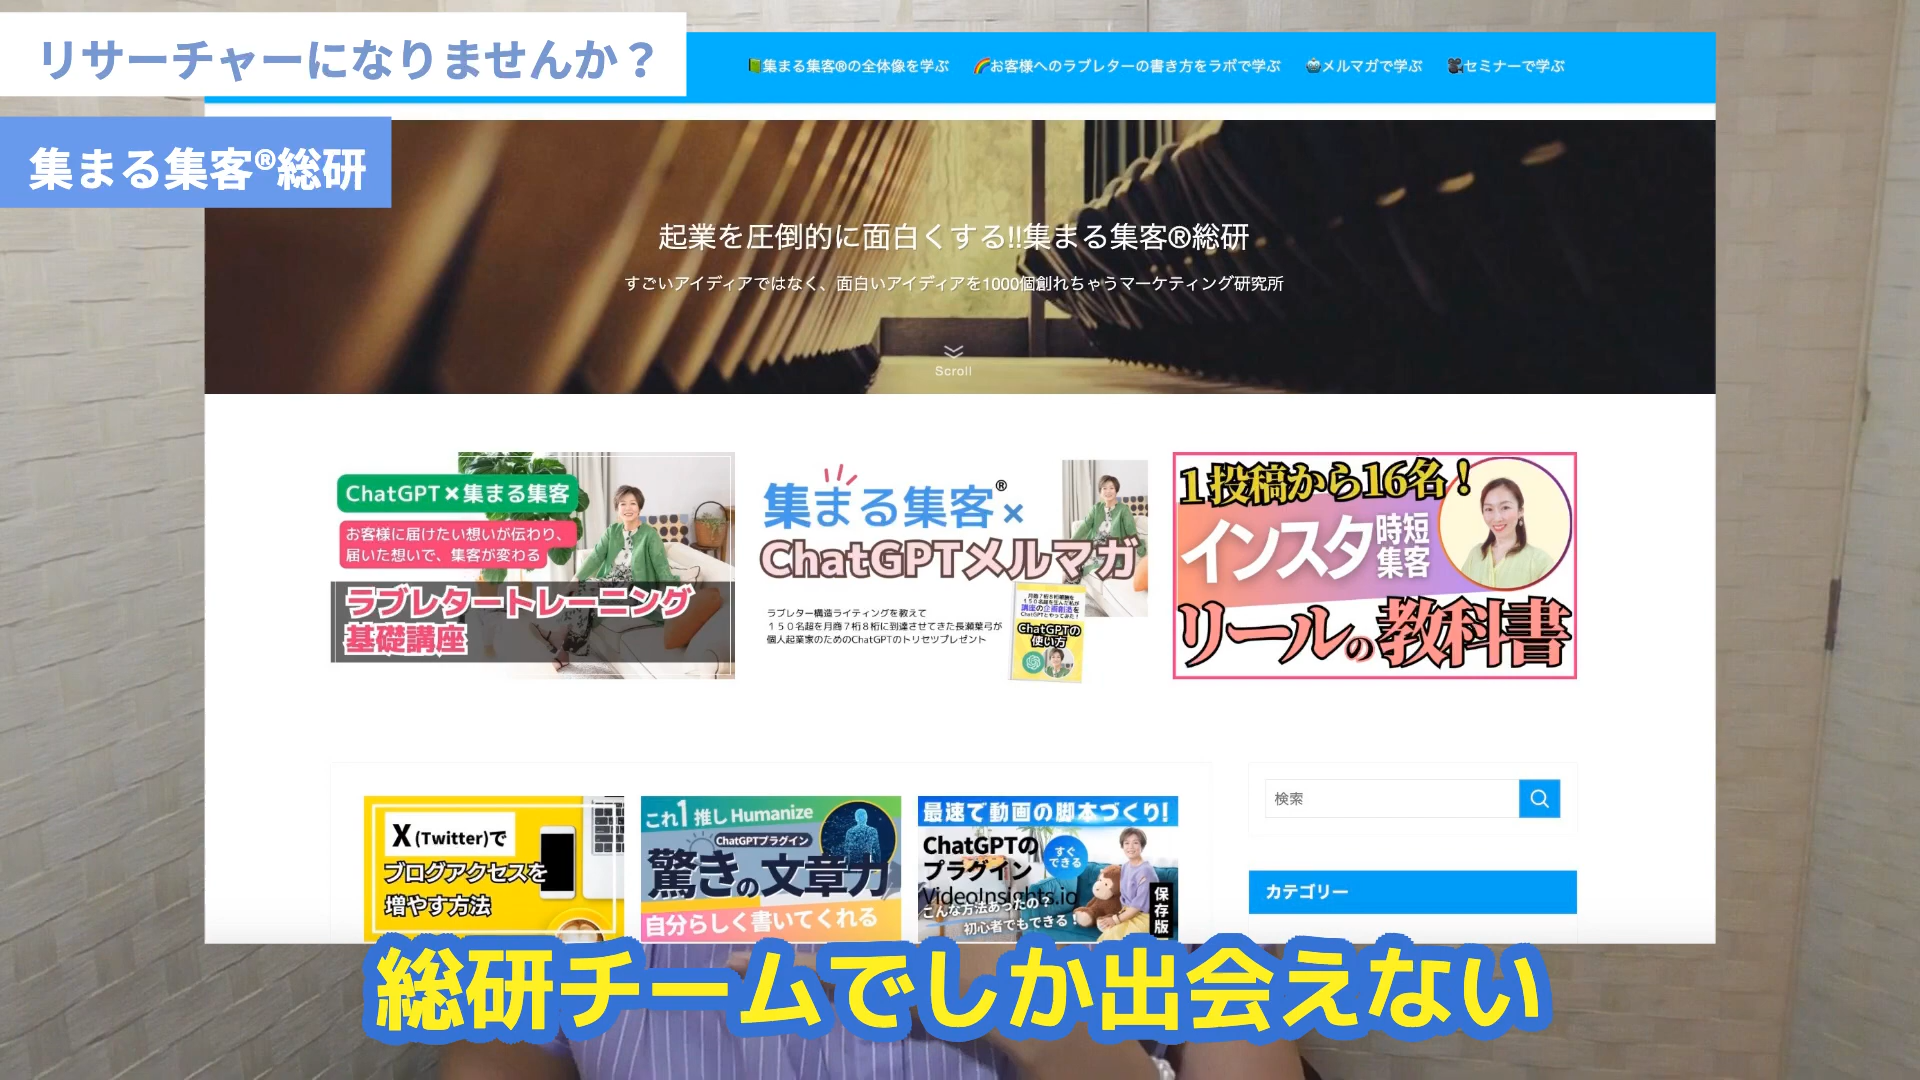 リサーチャーになりませんか？
集まる集客®総研
集まる集客®の全体像を学ぶ
お客様へのラブレターの書き方をラボで学ぶ
メルマガで学ぶ
セミナーで学ぶ
起業を圧倒的に面白くする!!集まる集客®総研
すごいアイディアではなく、面白いアイディアを1000個創れちゃうマーケティング研究所
Scroll
ChatGPT×集まる集客
お客様に届けたい想いが伝わり、
届いた想いで、集客が変わる
ラブレタートレーニング
基礎講座
集まる集客®×
ChatGPTメルマガ
ラブレター構造ライティングを教えて
１５０名超を月商７桁８桁に到達させてきた長瀬葉弓が
個人起業家のためのChatGPTのトリセツプレゼント
ChatGPTの
使い方
1投稿から16名！
インスタ時短集客
リールの教科書
X(Twitter)で
ブログアクセスを
増やす方法
これ1推し Humanize
ChatGPTプラグイン
驚きの文章力
自分らしく書いてくれる
最速で動画の脚本づくり!
ChatGPTの
プラグイン
すぐ
できる
VideoInsights.io
こんな方法あったの？
初心者でもできる！
保存版
検索
カテゴリー
総研チームでしか出会えない